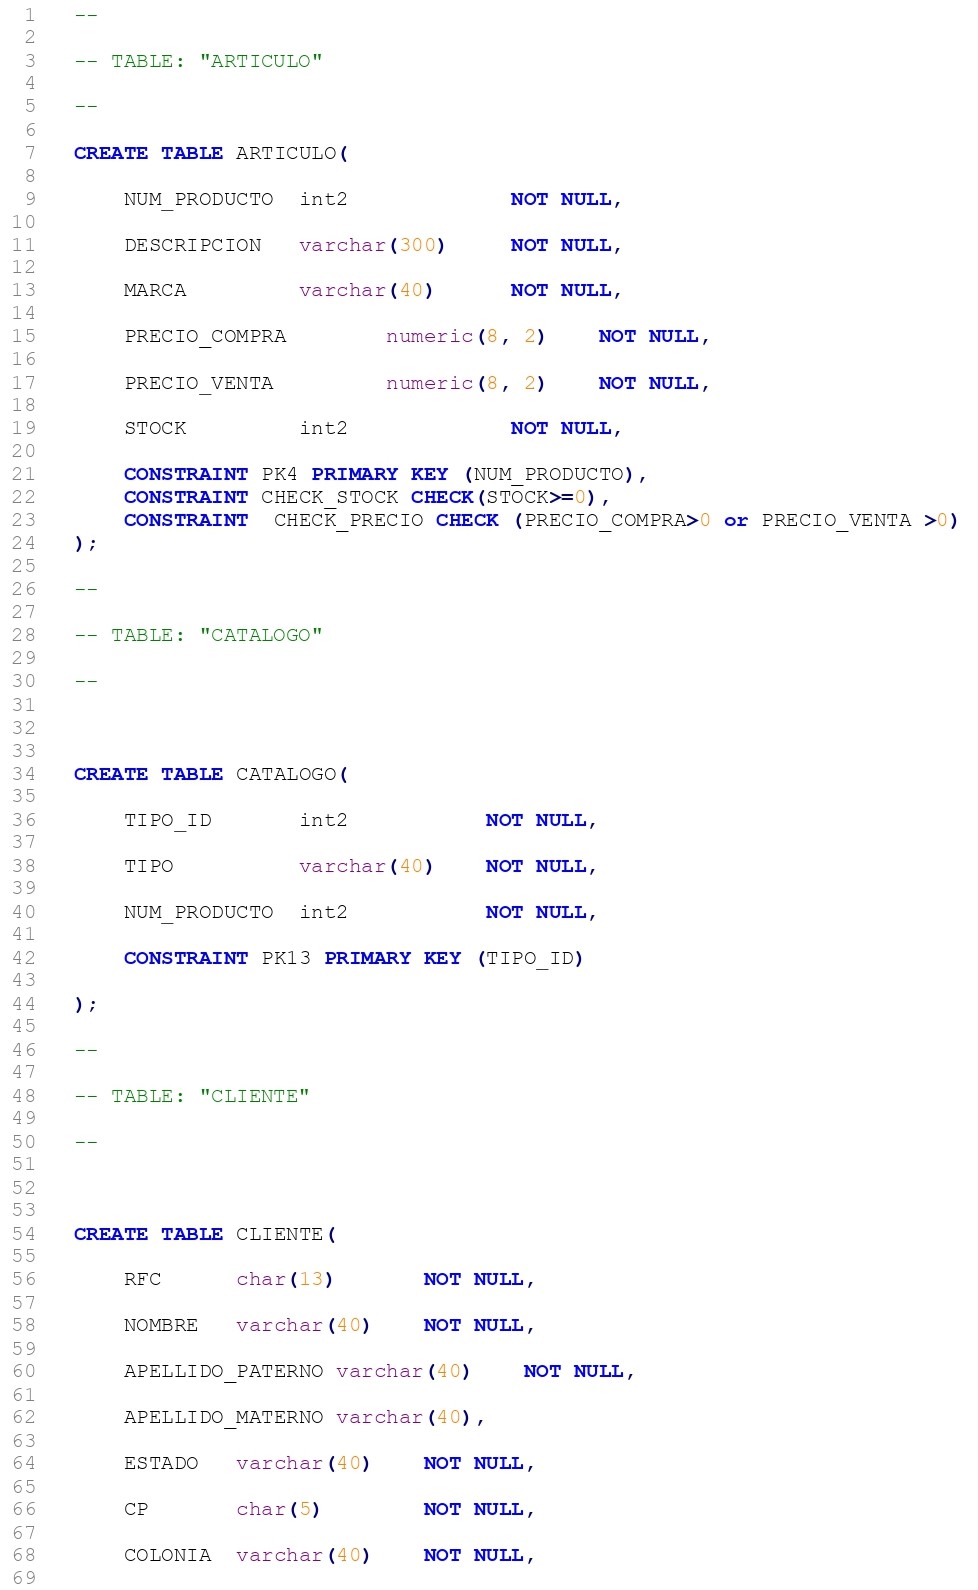 1 --
2
3 -- TABLE: "ARTICULO"
4
5 --
6
7 CREATE TABLE ARTICULO(
8
9 NUM_PRODUCTO int2 NOT NULL,
10
11 DESCRIPCION varchar(300) NOT NULL,
12
13 MARCA varchar(40) NOT NULL,
14
15 PRECIO_COMPRA numeric(8, 2) NOT NULL,
16
17 PRECIO_VENTA numeric(8, 2) NOT NULL,
18
19 STOCK int2 NOT NULL,
20
21 CONSTRAINT PK4 PRIMARY KEY (NUM_PRODUCTO),
22 CONSTRAINT CHECK_STOCK CHECK(STOCK>=0),
23 CONSTRAINT CHECK_PRECIO CHECK (PRECIO_COMPRA>0 or PRECIO_VENTA >0)
24 );
25
26 --
27
28 -- TABLE: "CATALOGO"
29
30 --
31
32
33
34 CREATE TABLE CATALOGO(
35
36 TIPO_ID int2 NOT NULL,
37
38 TIPO varchar(40) NOT NULL,
39
40 NUM_PRODUCTO int2 NOT NULL,
41
42 CONSTRAINT PK13 PRIMARY KEY (TIPO_ID)
43
44 );
45
46 --
47
48 -- TABLE: "CLIENTE"
49
50 --
51
52
53
54 CREATE TABLE CLIENTE(
55
56 RFC char(13) NOT NULL,
57
58 NOMBRE varchar(40) NOT NULL,
59
60 APELLIDO_PATERNO varchar(40) NOT NULL,
61
62 APELLIDO_MATERNO varchar(40),
63
64 ESTADO varchar(40) NOT NULL,
65
66 CP char(5) NOT NULL,
67
68 COLONIA varchar(40) NOT NULL,
69